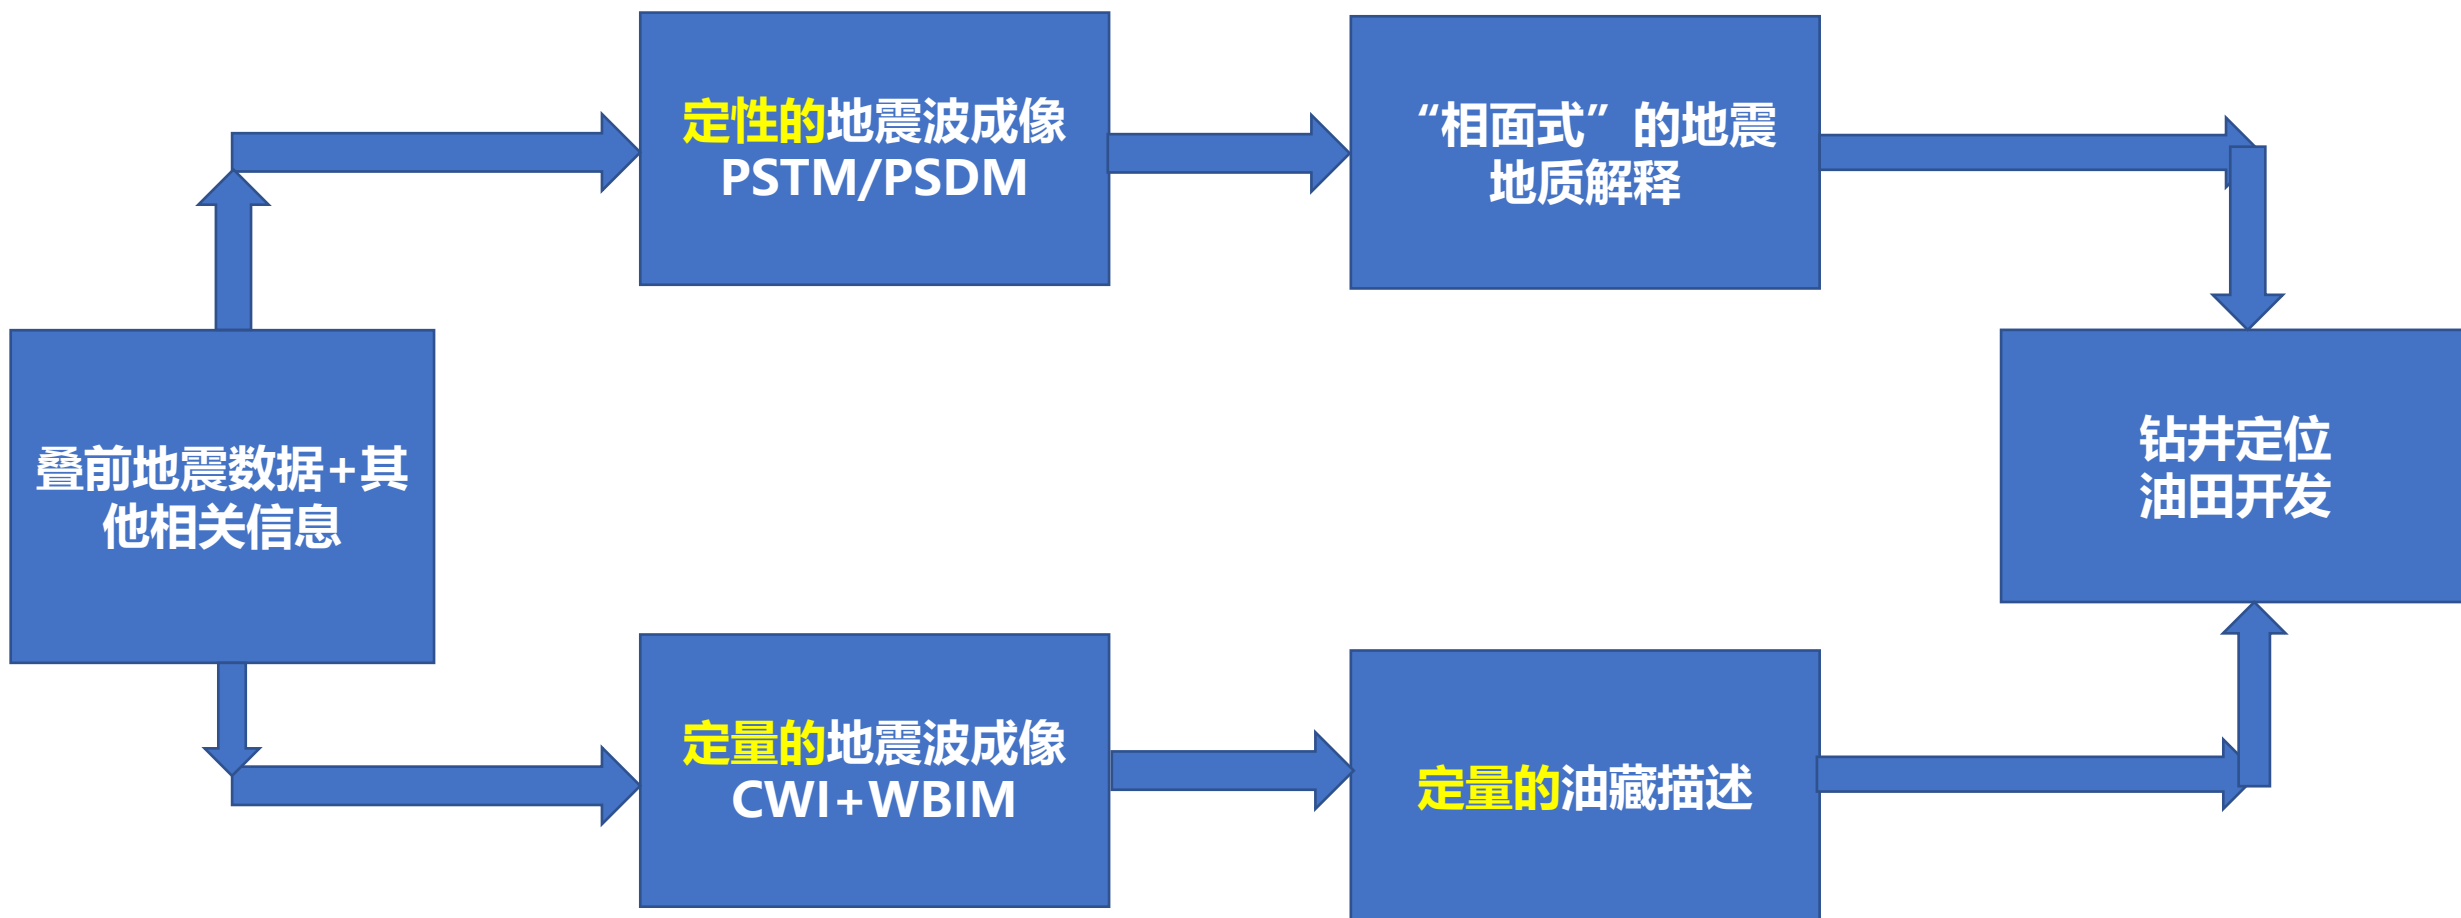 定性的地震波成像
PSTM/PSDM
“相面式”的地震
地质解释
叠前地震数据+其
他相关信息
钻井定位
油田开发
定量的地震波成像
CWI+WBIM
定量的油藏描述